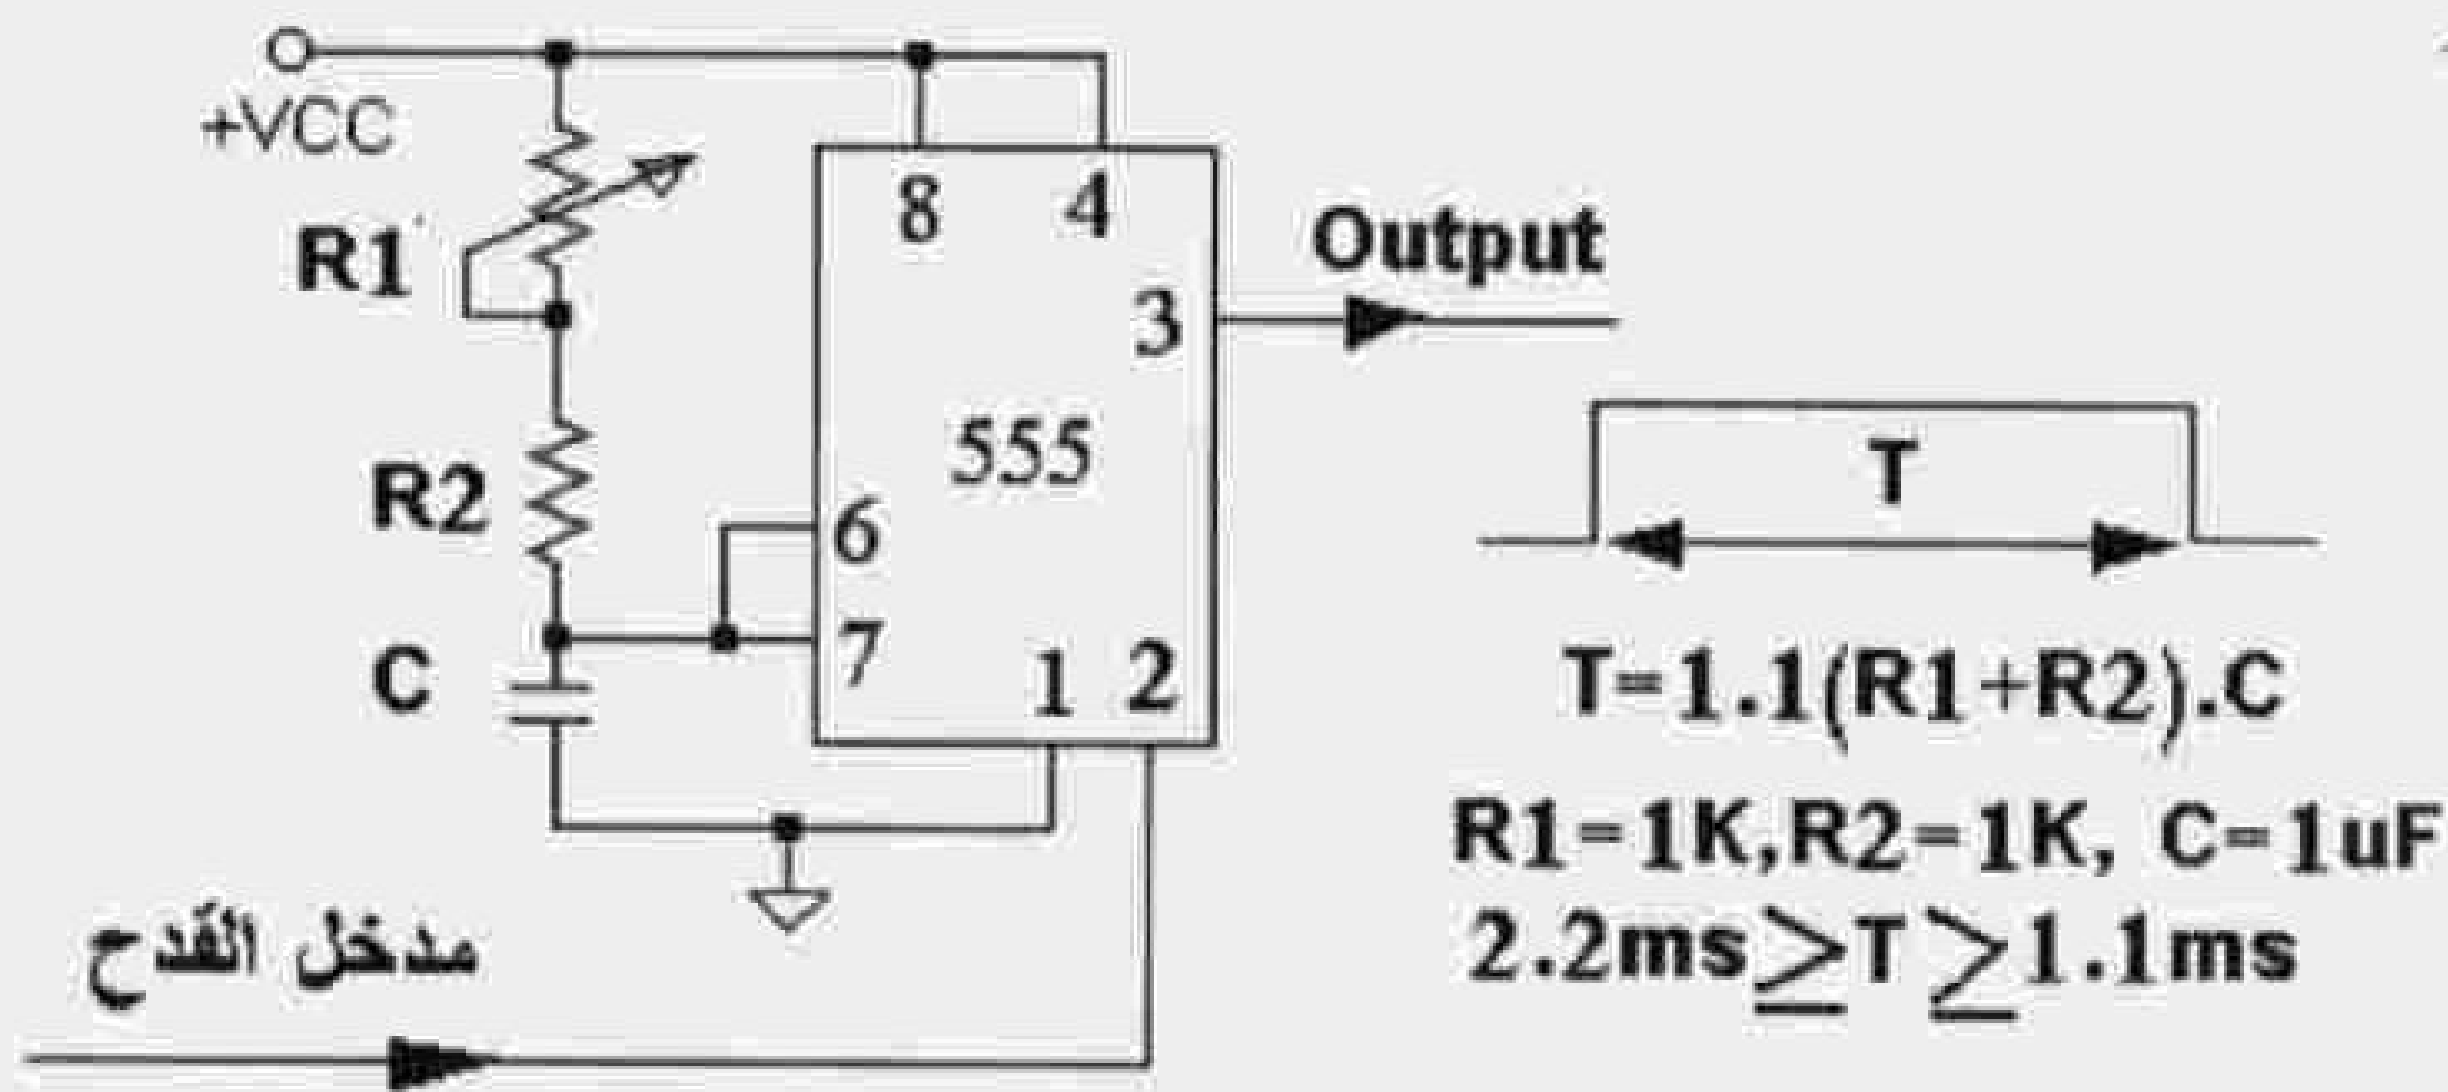 +VCC
R1
R2
C
8
4
3
555
6
7
1
2
Output
T
T=1.1(R1+R2).C
R1=1K,R2=1K, C=1uF
2.2ms≥T≥1.1ms
مدخل القدح